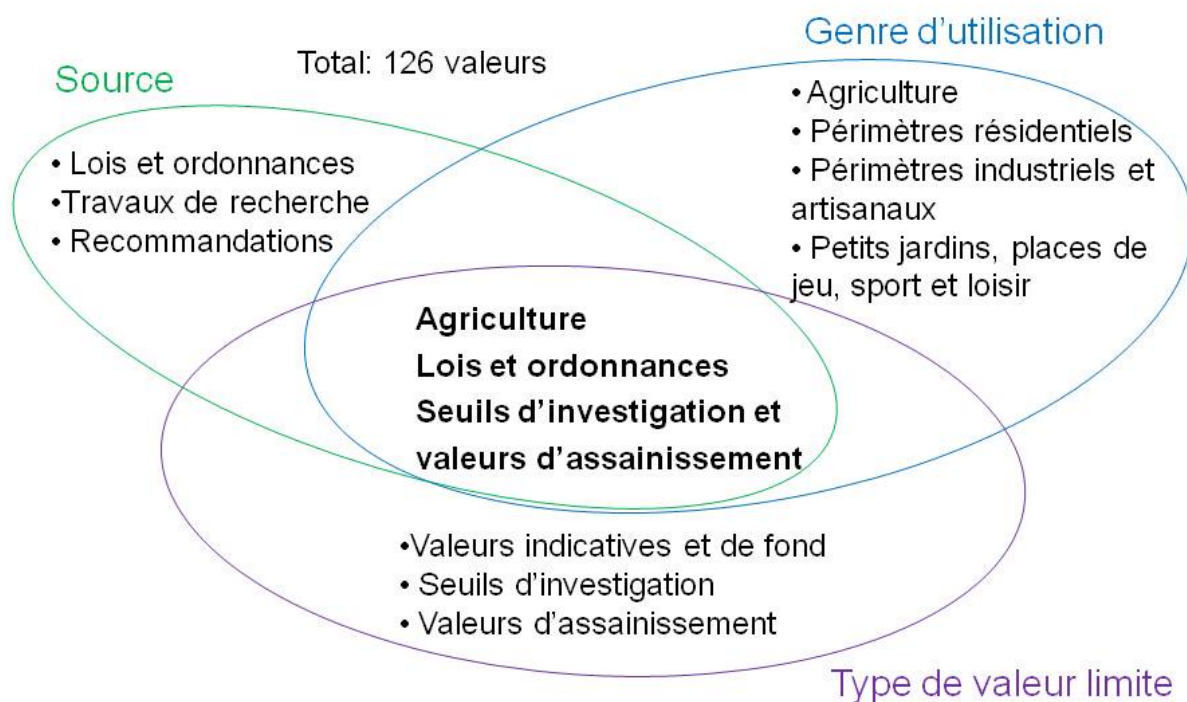 Genre d’utilisation
Total: 126 valeurs
Source
• Agriculture
• Périmètres résidentiels
• Périmètres industriels et
artisanaux
• Petits jardins, places de
jeu, sport et loisir
• Lois et ordonnances
•Travaux de recherche
• Recommandations
Agriculture
Lois et ordonnances
Seuils d’investigation et
valeurs d’assainissement
•Valeurs indicatives et de fond
• Seuils d’investigation
• Valeurs d’assainissement
Type de valeur limite